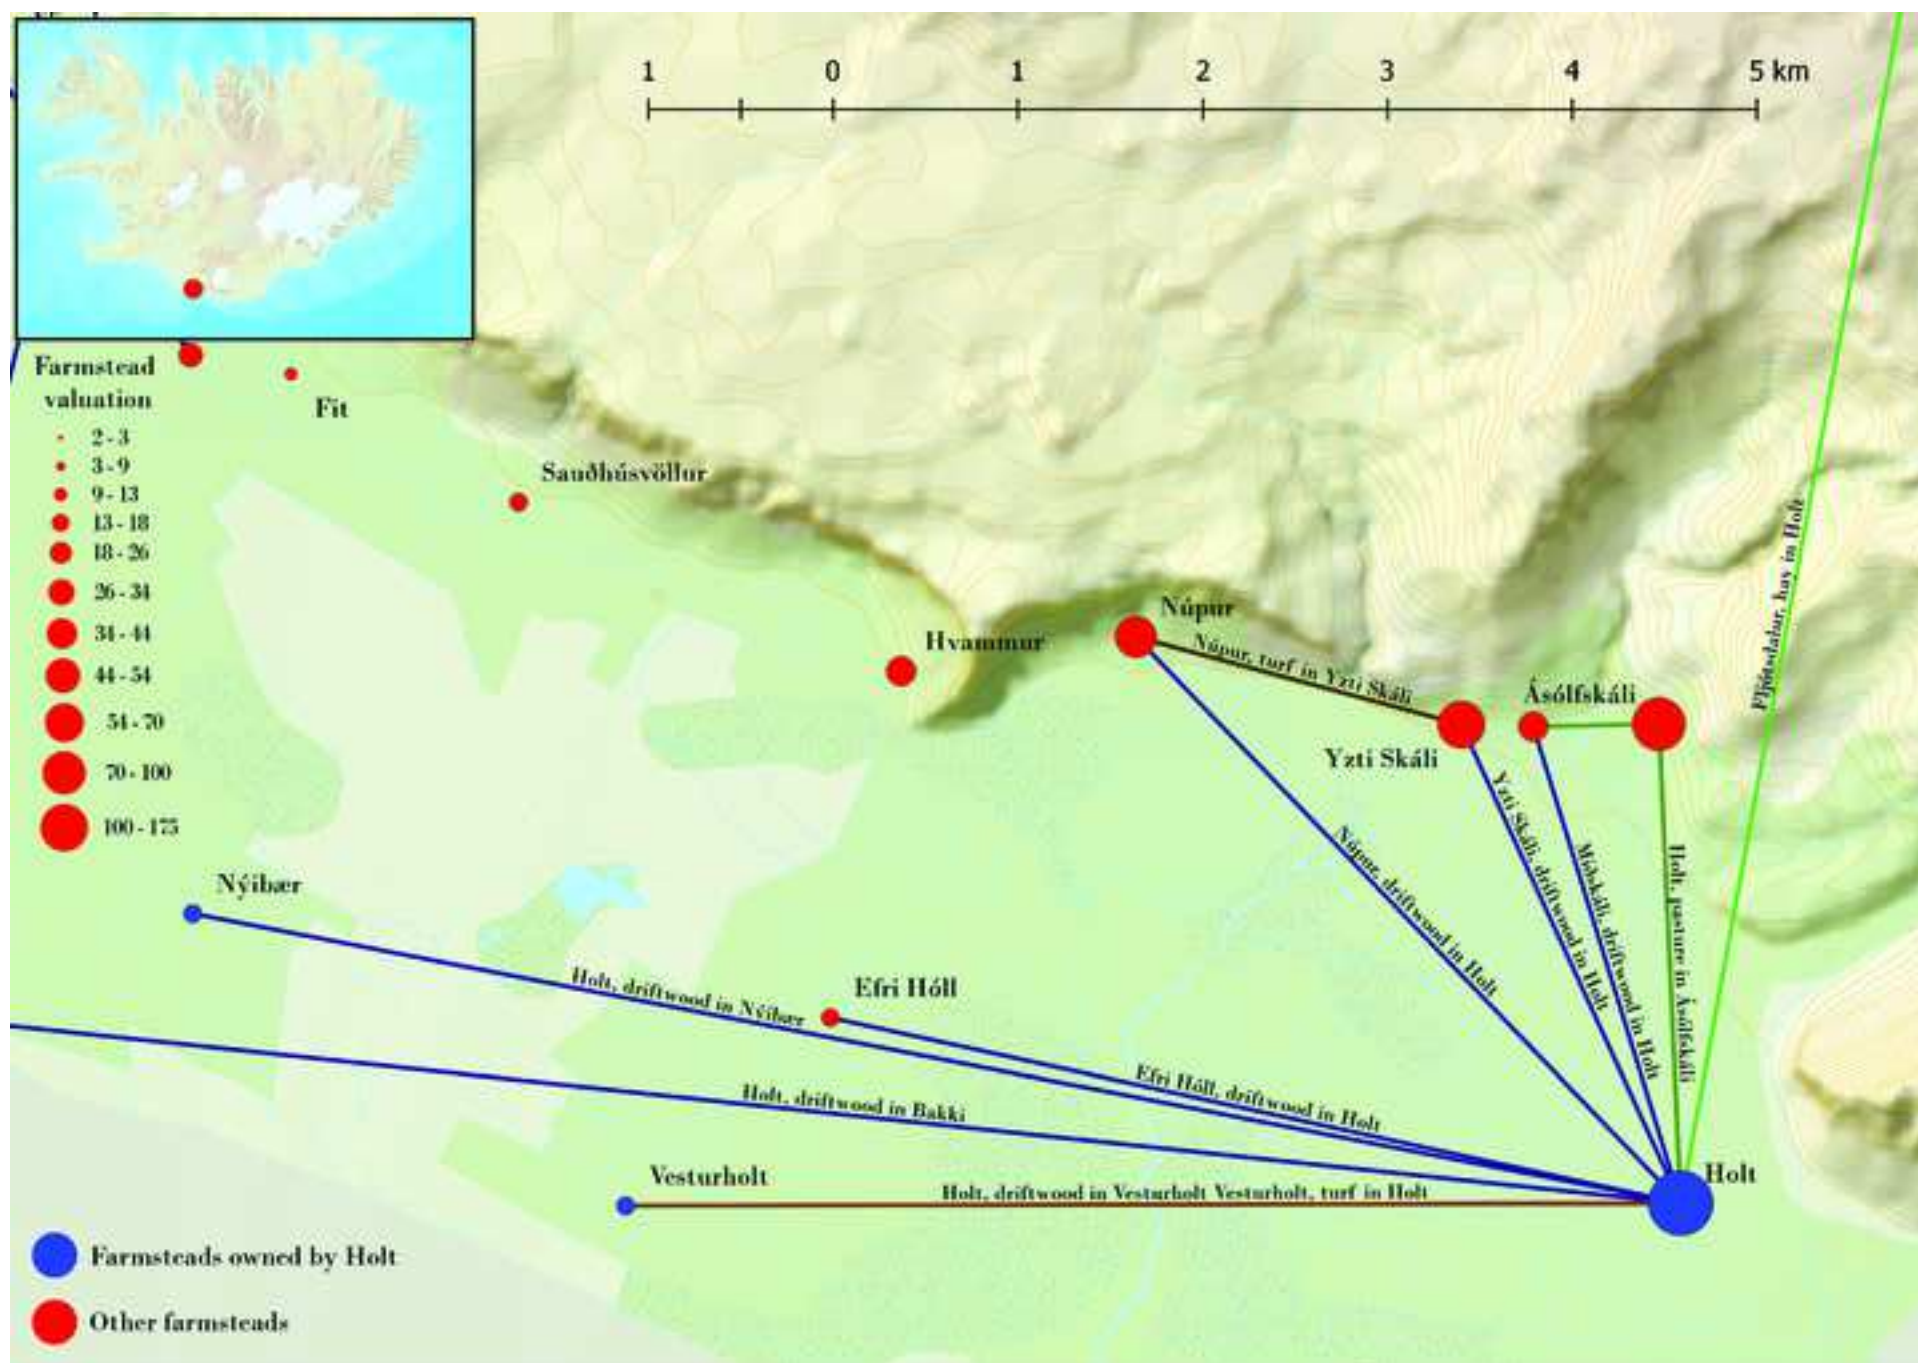 1 0 1 2 3 4 5 km
Farmstead
valuation
2 - 3
3 - 9
9 - 13
13 - 18
18 - 26
26 - 34
34 - 44
44 - 54
54 - 70
70 - 100
100 - 175
Fit
Sauðhúsvöllur
Hvammur
Núpur
Núpur, turf in Yzti Skáli
Yzti Skáli
Ásólfskáli
Fljótsdalur, hay in Holt
Núpur, driftwood in Holt
Yzti Skáli, driftwood in Holt
Miðskáli, driftwood in Holt
Holt, pasture in Ásólfskáli
Nýibær
Holt, driftwood in Nýibær
Efri Hóll
Efri Hóll, driftwood in Holt
Holt, driftwood in Bakki
Vesturholt
Holt, driftwood in Vesturholt Vesturholt, turf in Holt
Holt
Farmsteads owned by Holt
Other farmsteads